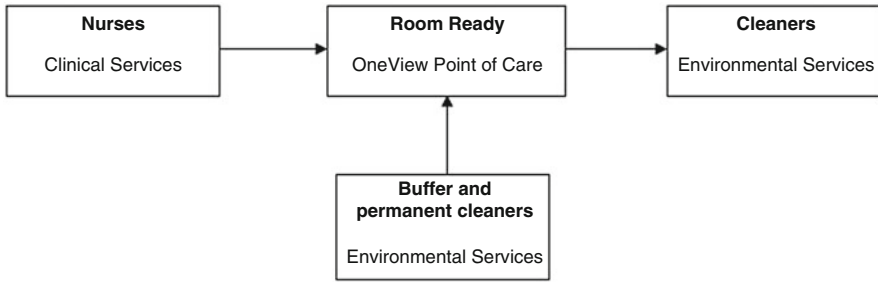 Nurses
Clinical Services
Room Ready
OneView Point of Care
Cleaners
Environmental Services
Buffer and
permanent cleaners
Environmental Services